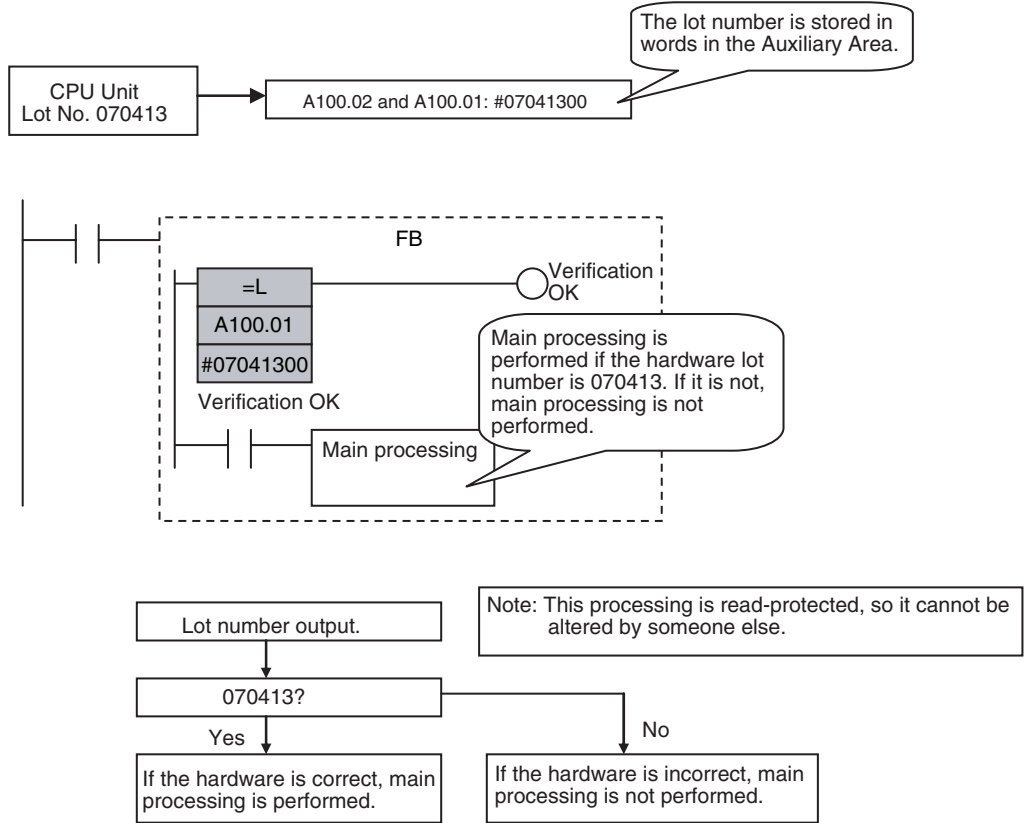 The lot number is stored in
words in the Auxiliary Area.
CPU Unit
Lot No. 070413
A100.02 and A100.01: #07041300
FB
=L
A100.01
#07041300
Verification
OK
Verification OK
Main processing
Main processing is
performed if the hardware lot
number is 070413. If it is not,
main processing is not
performed.
Lot number output.
Note: This processing is read-protected, so it cannot be
altered by someone else.
070413?
Yes
No
If the hardware is correct, main
processing is performed.
If the hardware is incorrect, main
processing is not performed.